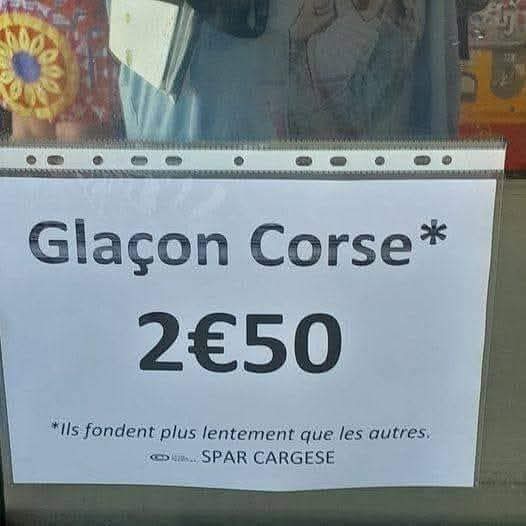 Glaçon Corse*
2€50
*Ils fondent plus lentement que les autres.
SPAR CARGESE